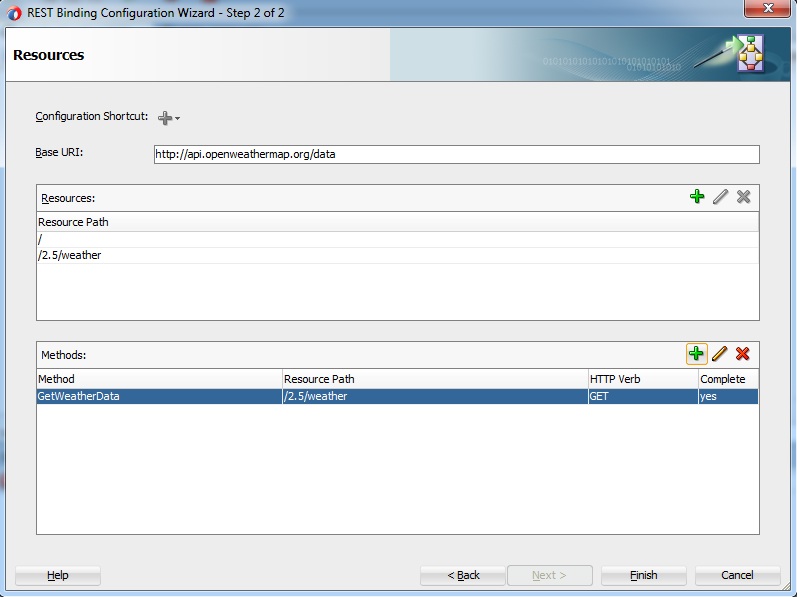 REST Binding Configuration Wizard - Step 2 of 2
Resources
010101010101010101010101010101
01010101010
Configuration Shortcut:
Base URI: http://api.openweathermap.org/data
Resources:
Resource Path
/
/2.5/weather
Methods:
Method Resource Path HTTP Verb Complete
GetWeatherData /2.5/weather GET yes
Help < Back Next > Finish Cancel